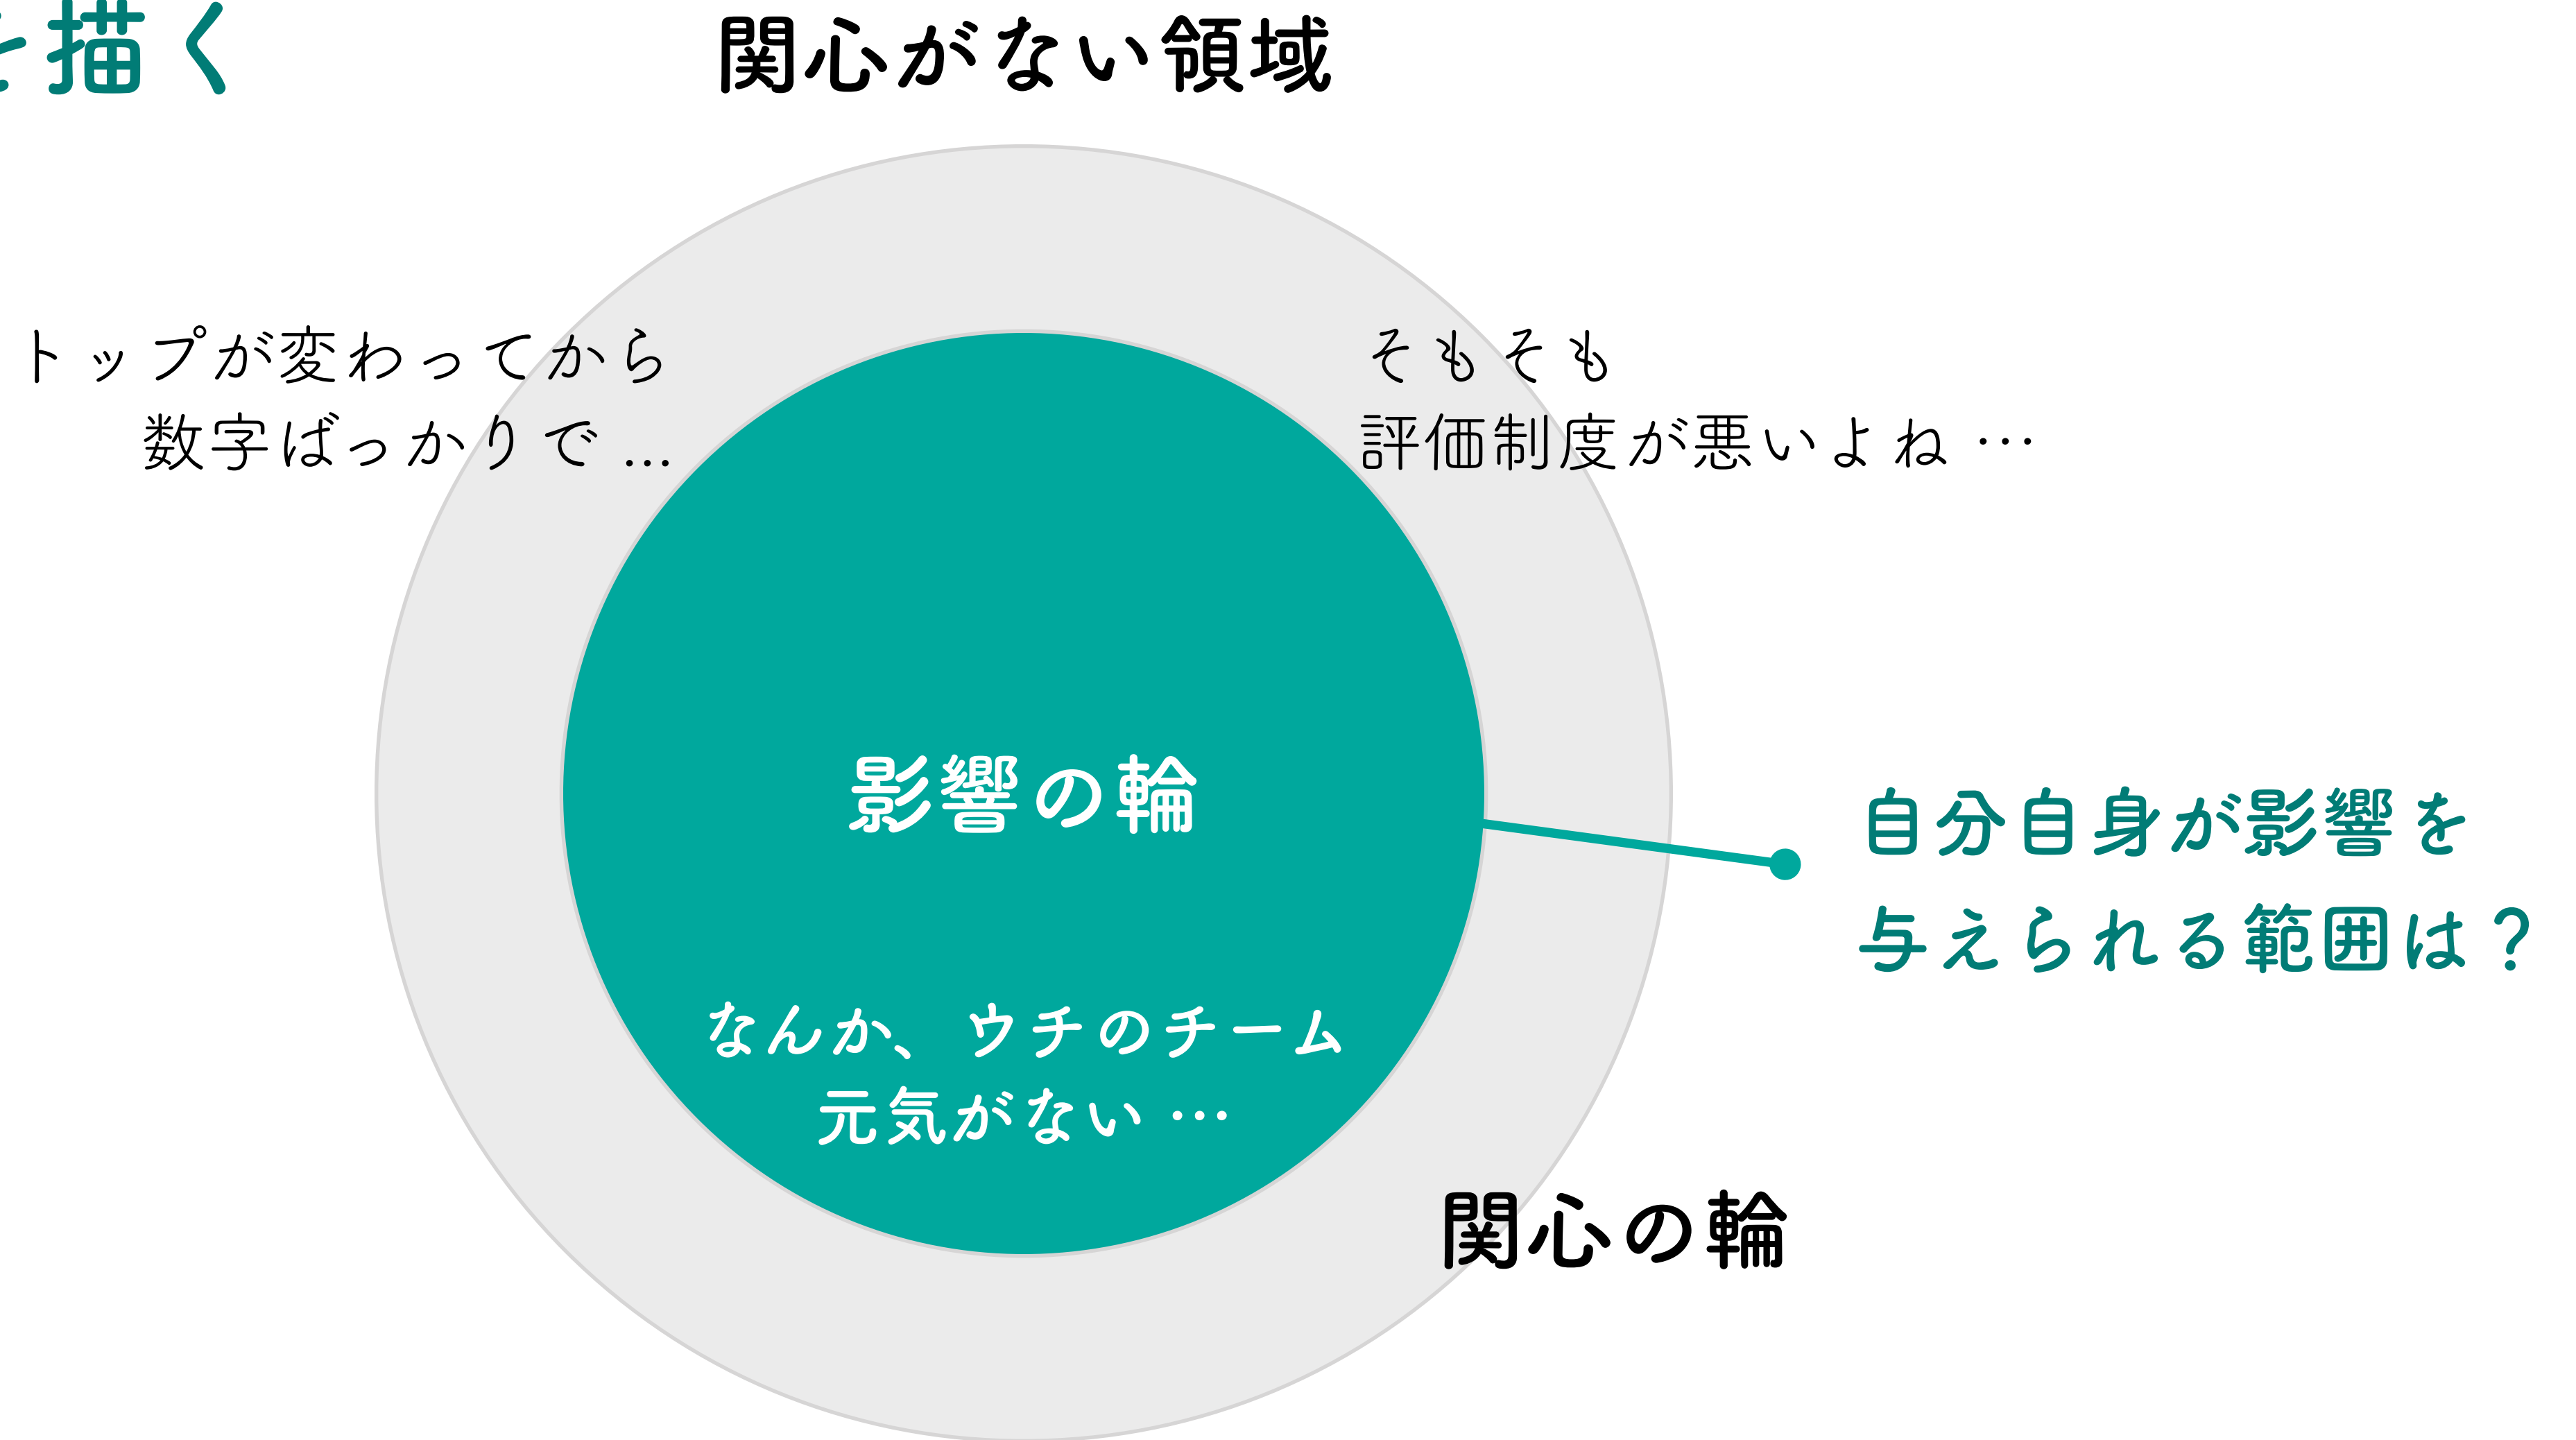 を描く
関心がない領域
トップが変わってから
数字ばっかりで ...
そもそも
評価制度が悪いよね …
影響の輪
自分自身が影響を
与えられる範囲は？
なんか、ウチのチーム
元気がない …
関心の輪